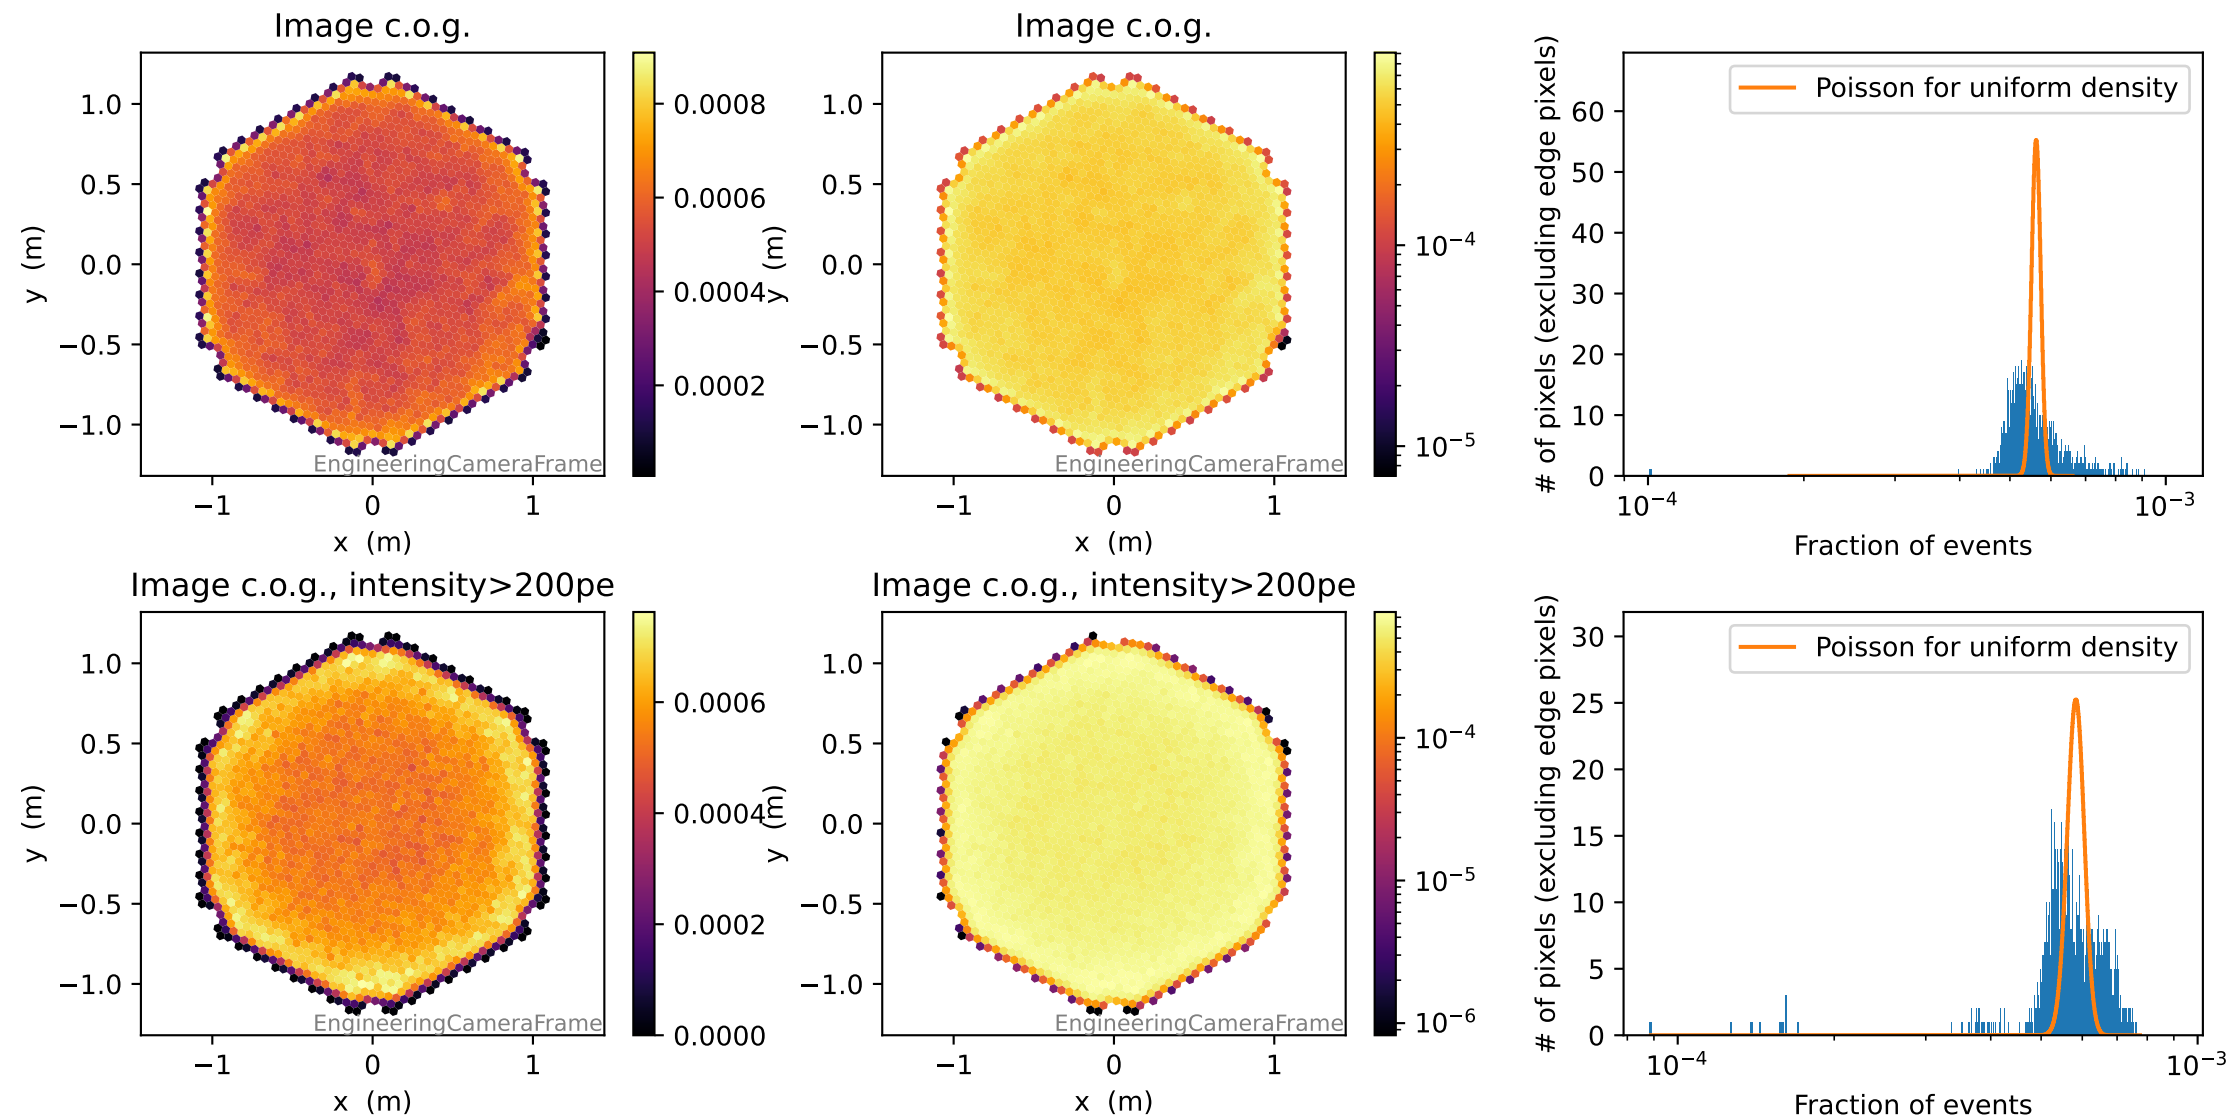 Image c.o.g.
1.0
0.5
0.0
−0.5
−1.0
y (m)
−1
0
1
x (m)
EngineeringCameraFrame
0.0008
0.0006
0.0004
0.0002
Image c.o.g.
1.0
0.5
0.0
−0.5
−1.0
y (m)
−1
0
1
x (m)
EngineeringCameraFrame
10⁻⁴
10⁻⁵
Poisson for uniform density
60
50
40
30
20
10
0
# of pixels (excluding edge pixels)
10⁻⁴
10⁻³
Fraction of events
Image c.o.g., intensity>200pe
1.0
0.5
0.0
−0.5
−1.0
y (m)
−1
0
1
x (m)
EngineeringCameraFrame
0.0006
0.0004
0.0002
0.0000
Image c.o.g., intensity>200pe
1.0
0.5
0.0
−0.5
−1.0
y (m)
−1
0
1
x (m)
EngineeringCameraFrame
10⁻⁴
10⁻⁵
10⁻⁶
Poisson for uniform density
30
25
20
15
10
5
0
# of pixels (excluding edge pixels)
10⁻⁴
10⁻³
Fraction of events